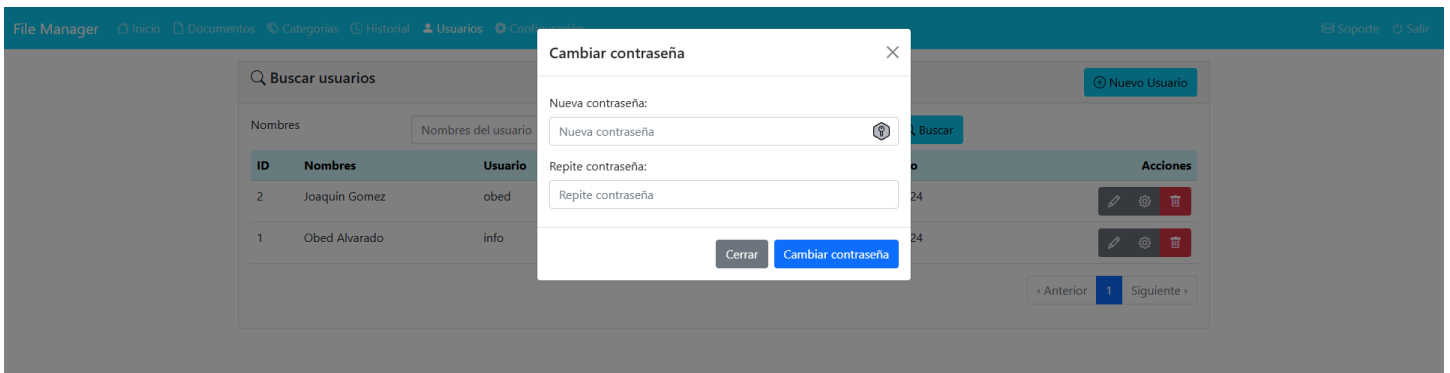 File Manager Inicio Documentos Categorias Historial Usuarios Configuración Soporte Salir
Cambiar contraseña
Buscar usuarios Nuevo Usuario
Nueva contraseña:
Nombres Nombres del usuario Nueva contraseña Buscar
ID Nombres Usuario Repite contraseña: Acciones
2 Joaquin Gomez obed Repite contraseña 24
1 Obed Alvarado info 24
Cerrar Cambiar contraseña
‹ Anterior 1 Siguiente ›